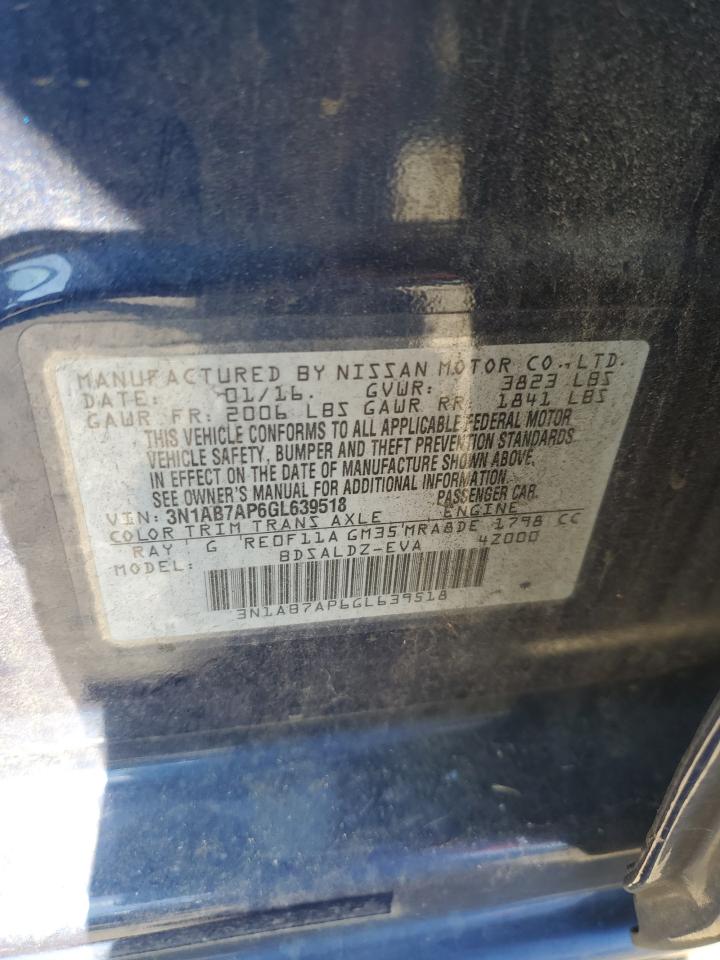 MANUFACTURED BY NISSAN MOTOR CO., LTD.
DATE: 01/16. GVWR: 3823 LBS
GAWR FR: 2006 LBS GAWR RR: 1841 LBS
THIS VEHICLE CONFORMS TO ALL APPLICABLE FEDERAL MOTOR
VEHICLE SAFETY, BUMPER AND THEFT PREVENTION STANDARDS
IN EFFECT ON THE DATE OF MANUFACTURE SHOWN ABOVE.
SEE OWNER'S MANUAL FOR ADDITIONAL INFORMATION.
VIN: 3N1AB7AP6GL639518 PASSENGER CAR
COLOR TRIM TRANS AXLE ENGINE
RAY G RE0F11A GM35 MRA8DE 1798 CC
MODEL: BDSALDZ-EVA 4Z000
3N1AB7AP6GL639518